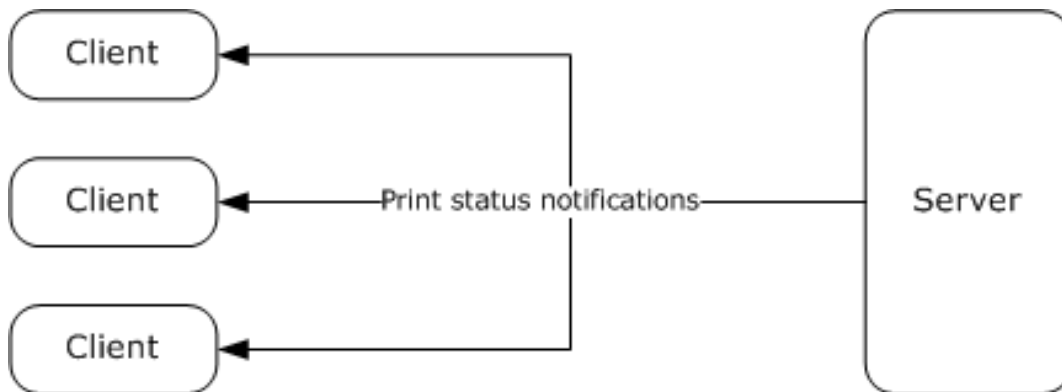 Client
Client
Print status notifications
Server
Client